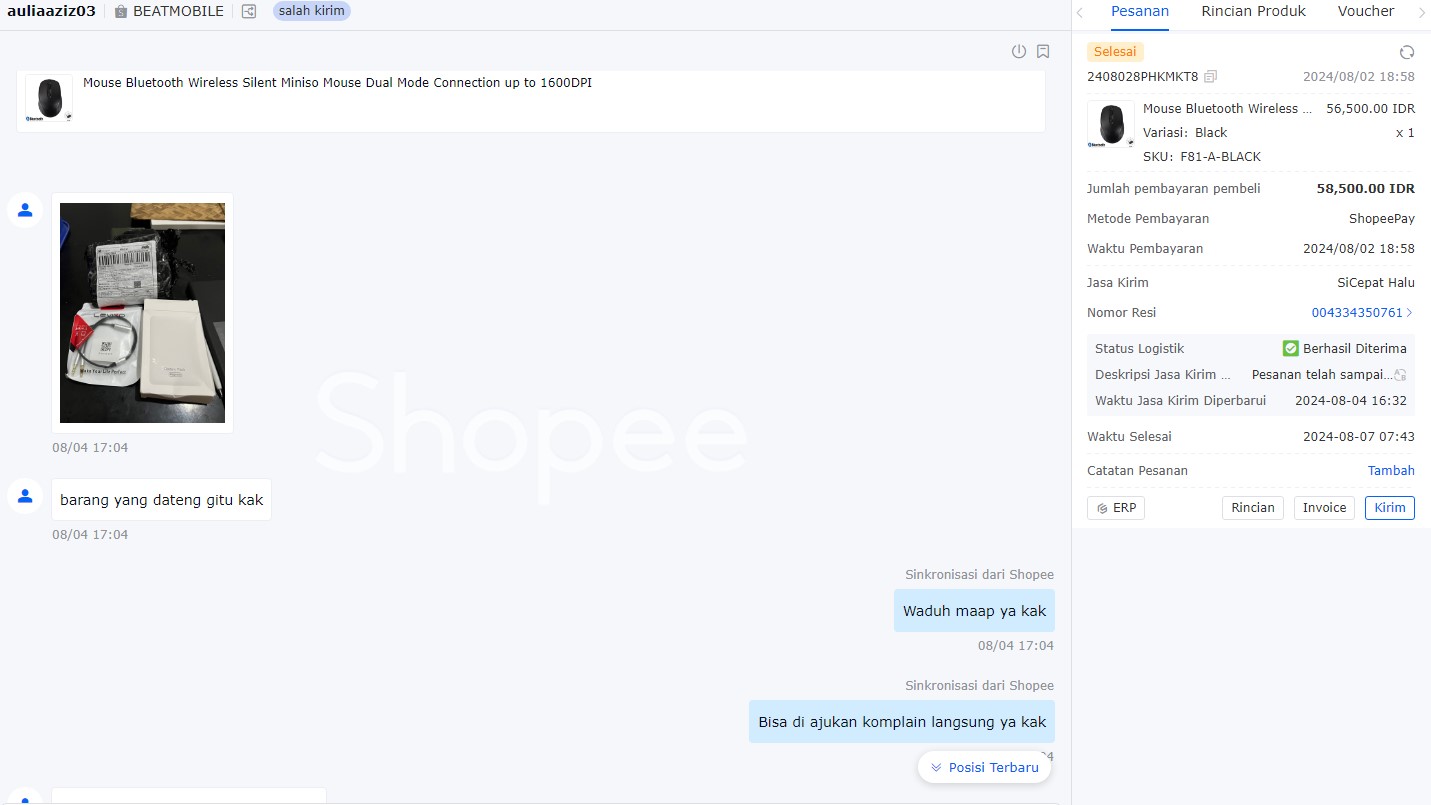 auliaaziz03
BEATMOBILE
salah kirim
Mouse Bluetooth Wireless Silent Miniso Mouse Dual Mode Connection up to 1600DPI
08/04 17:04
barang yang dateng gitu kak
08/04 17:04
Shopee
Sinkronisasi dari Shopee
Waduh maap ya kak
08/04 17:04
Sinkronisasi dari Shopee
Bisa di ajukan komplain langsung ya kak
Posisi Terbaru
Pesanan
Rincian Produk
Voucher
Selesai
2408028PHKMKT8
2024/08/02 18:58
Mouse Bluetooth Wireless ...
56,500.00 IDR
Variasi: Black
x 1
SKU: F81-A-BLACK
Jumlah pembayaran pembeli
58,500.00 IDR
Metode Pembayaran
ShopeePay
Waktu Pembayaran
2024/08/02 18:58
Jasa Kirim
SiCepat Halu
Nomor Resi
004334350761
Status Logistik
Berhasil Diterima
Deskripsi Jasa Kirim ...
Pesanan telah sampai...
Waktu Jasa Kirim Diperbarui
2024-08-04 16:32
Waktu Selesai
2024-08-07 07:43
Catatan Pesanan
Tambah
ERP
Rincian
Invoice
Kirim